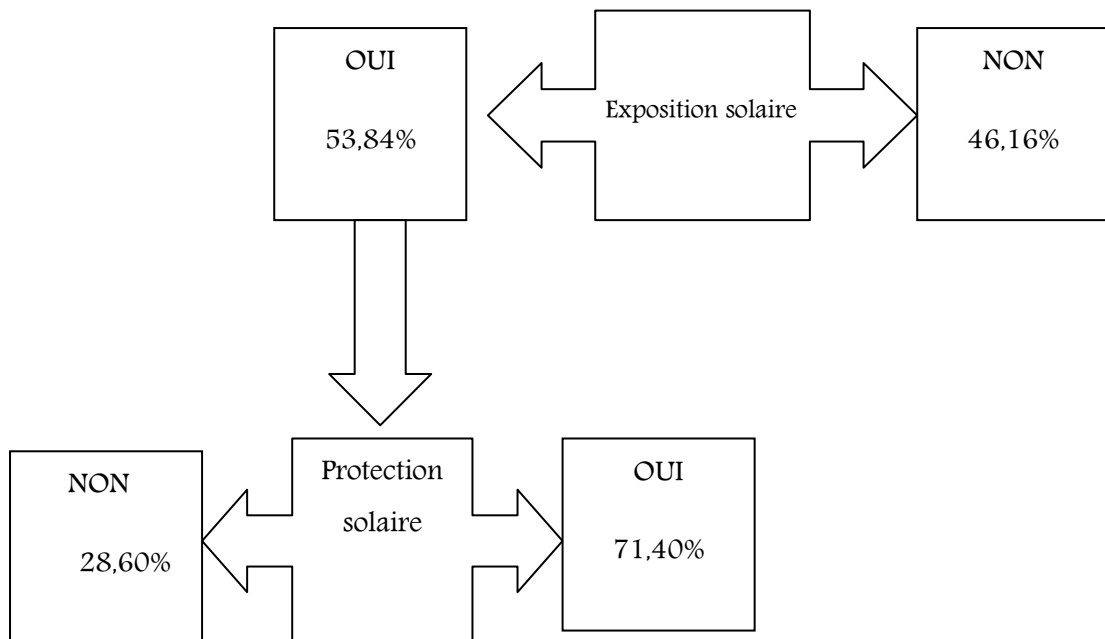 OUI
53,84%
Exposition solaire
NON
46,16%
NON
28,60%
Protection
solaire
OUI
71,40%